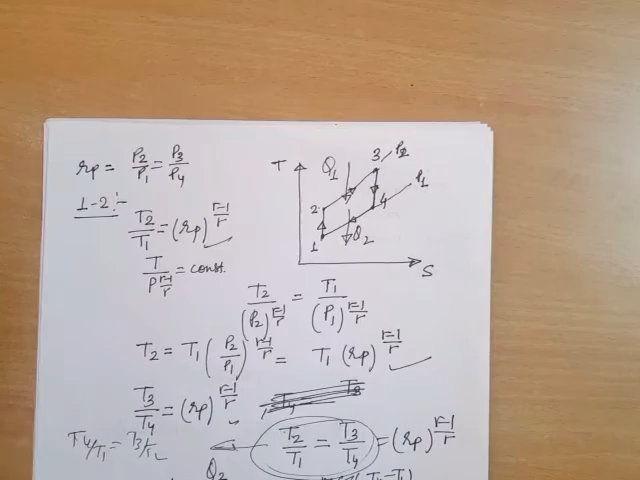 rp = P2/P1 = P3/P4
1-2:-
T2/T1 = (rp)^(r-1/r)
T/P^(r-1/r) = const.
T2/(P2)^(r-1/r) = T1/(P1)^(r-1/r)
T2 = T1 (P2/P1)^(r-1/r) = T1 (rp)^(r-1/r)
T3/T4 = (rp)^(r-1/r)
T4/T1 = T3/T2
T2/T1 = T3/T4 = (rp)^(r-1/r)
Q2
T
Q1
3
P2
P1
2
4
1
Q2
S